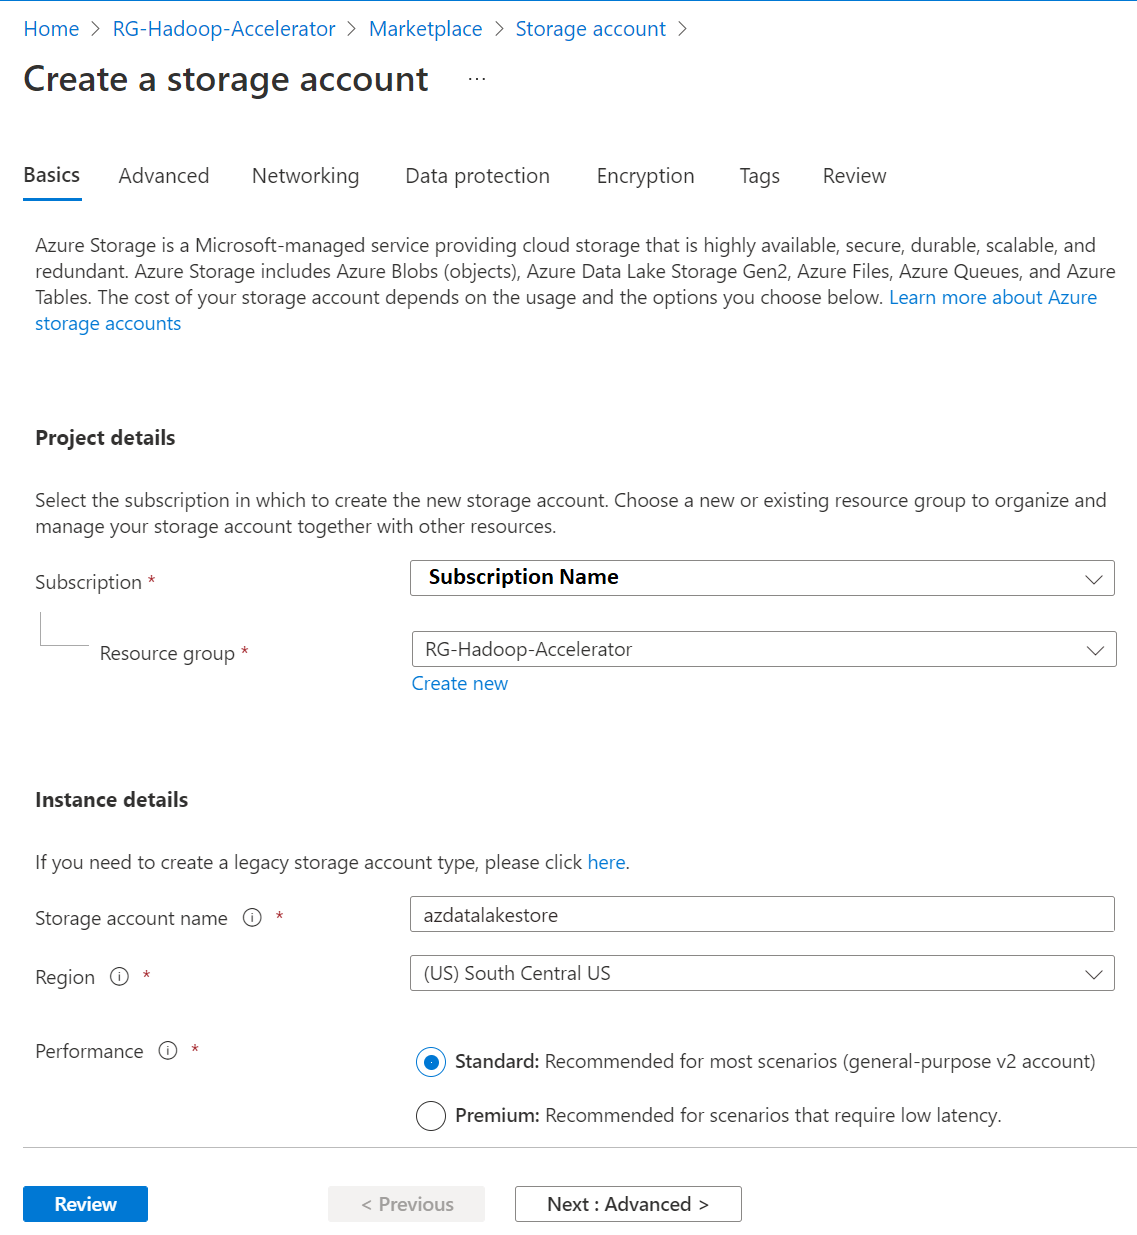 Home > RG-Hadoop-Accelerator > Marketplace > Storage account >
Create a storage account ...
Basics Advanced Networking Data protection Encryption Tags Review
Azure Storage is a Microsoft-managed service providing cloud storage that is highly available, secure, durable, scalable, and
redundant. Azure Storage includes Azure Blobs (objects), Azure Data Lake Storage Gen2, Azure Files, Azure Queues, and Azure
Tables. The cost of your storage account depends on the usage and the options you choose below. Learn more about Azure
storage accounts
Project details
Select the subscription in which to create the new storage account. Choose a new or existing resource group to organize and
manage your storage account together with other resources.
Subscription * Subscription Name
Resource group * RG-Hadoop-Accelerator
Create new
Instance details
If you need to create a legacy storage account type, please click here.
Storage account name * azdatalakestore
Region * (US) South Central US
Performance * Standard: Recommended for most scenarios (general-purpose v2 account)
Premium: Recommended for scenarios that require low latency.
Review < Previous Next : Advanced >